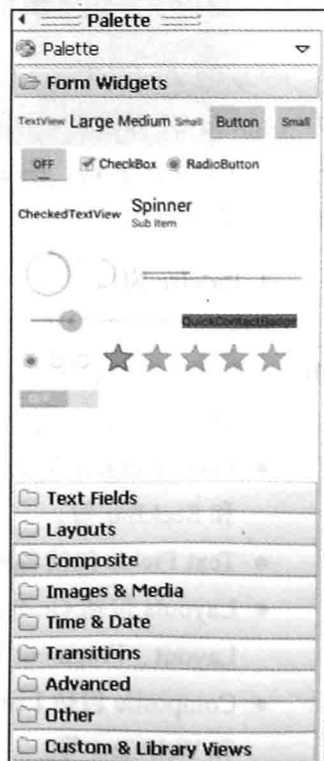 Palette
Palette
Form Widgets
TextView Large Medium Small Button Small
OFF CheckBox RadioButton
CheckedTextView Spinner
Sub Item
QuickContactBadge
OFF
Text Fields
Layouts
Composite
Images & Media
Time & Date
Transitions
Advanced
Other
Custom & Library Views